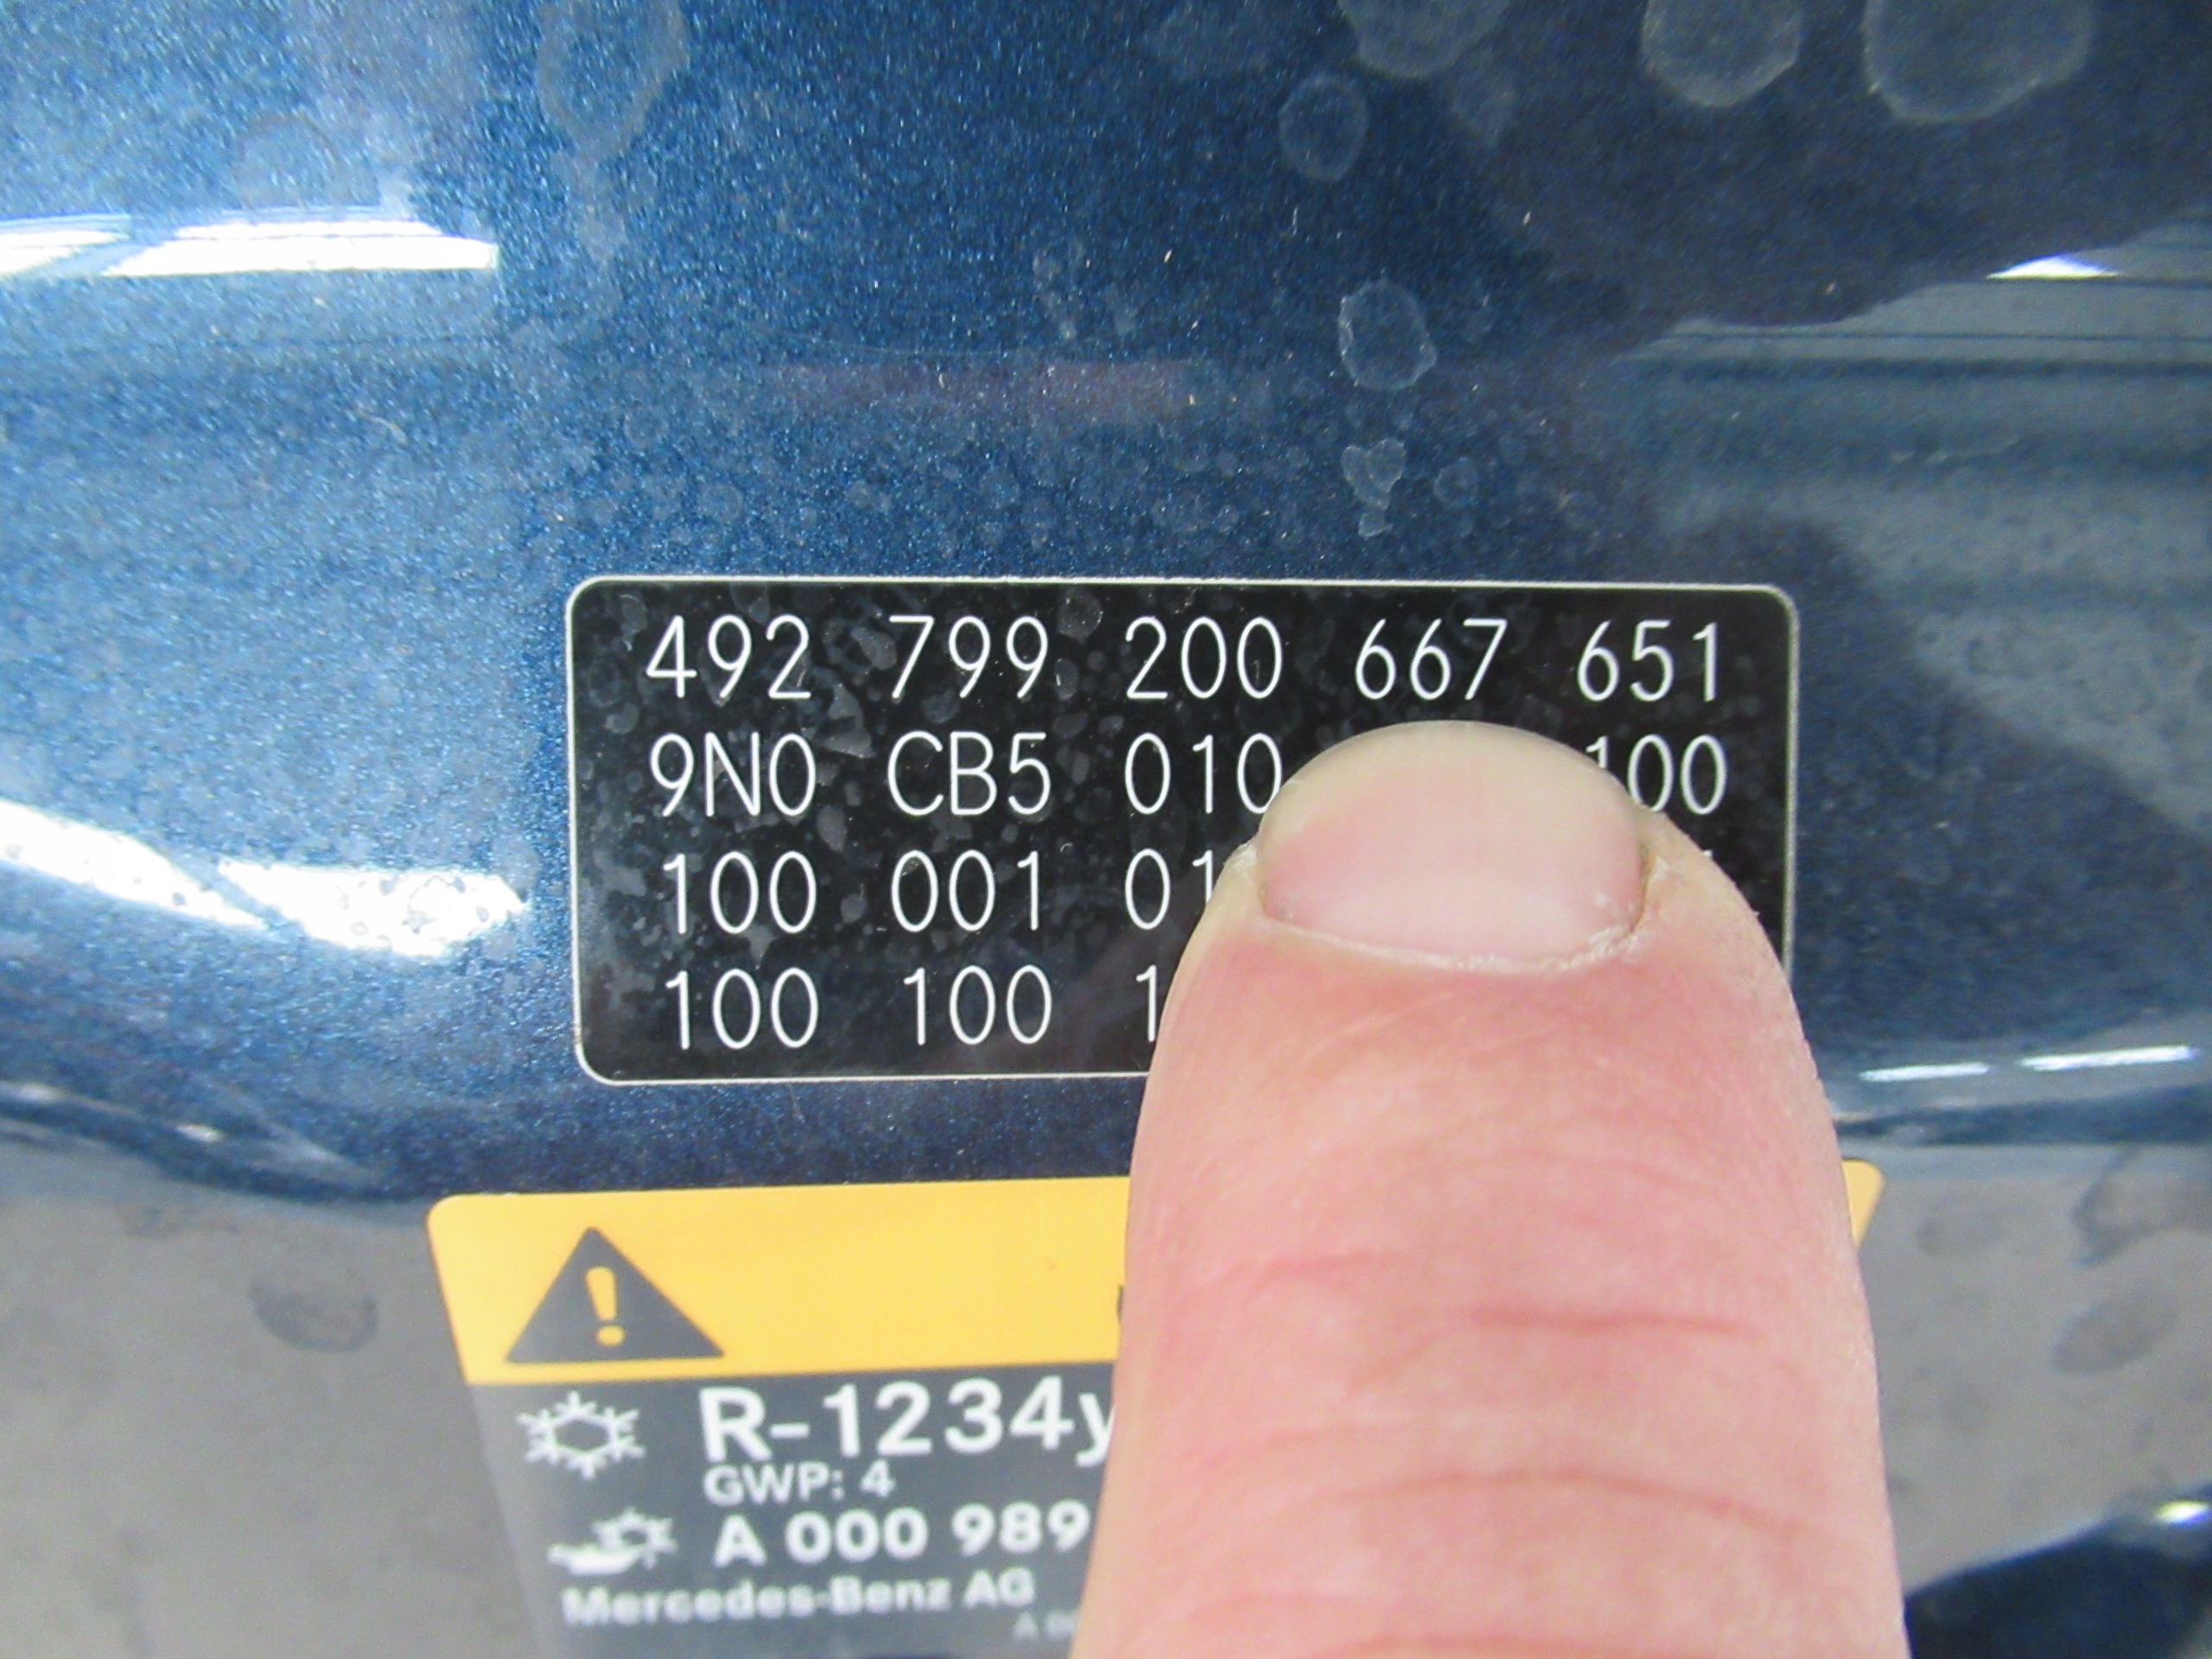 492 799 200 667 651
9N0 CB5 010 100
100 001 01
100 100 1
R-1234y
GWP: 4
A 000 989
Mercedes-Benz AG